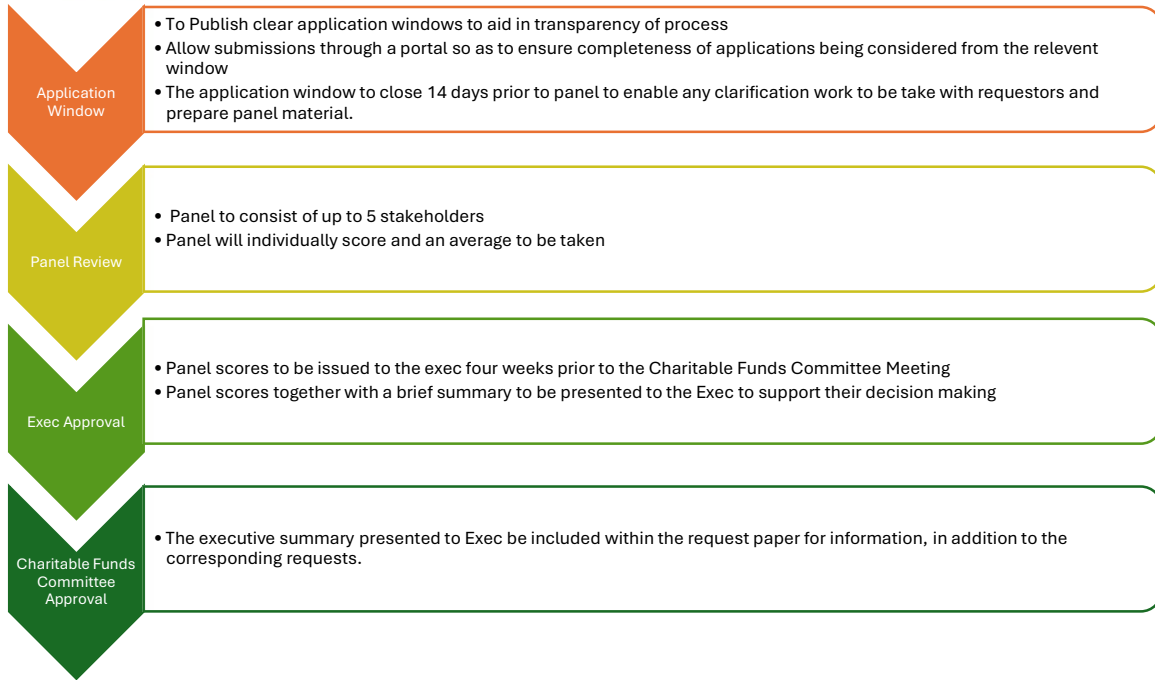 Application
Window
• To Publish clear application windows to aid in transparency of process
• Allow submissions through a portal so as to ensure completeness of applications being considered from the relevent
window
• The application window to close 14 days prior to panel to enable any clarification work to be take with requestors and
prepare panel material.
Panel Review
• Panel to consist of up to 5 stakeholders
• Panel will individually score and an average to be taken
Exec Approval
• Panel scores to be issued to the exec four weeks prior to the Charitable Funds Committee Meeting
• Panel scores together with a brief summary to be presented to the Exec to support their decision making
Charitable Funds
Committee
Approval
• The executive summary presented to Exec be included within the request paper for information, in addition to the
corresponding requests.